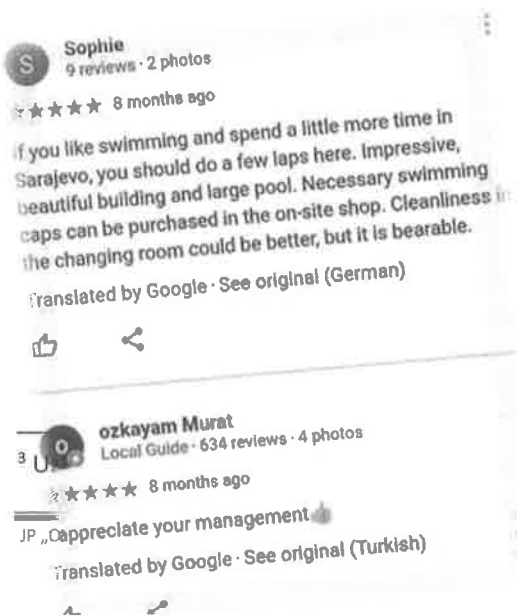 S
Sophie
9 reviews · 2 photos
8 months ago
f you like swimming and spend a little more time in
Sarajevo, you should do a few laps here. Impressive,
beautiful building and large pool. Necessary swimming
caps can be purchased in the on-site shop. Cleanliness in
the changing room could be better, but it is bearable.
Translated by Google · See original (German)
ozkayam Murat
Local Guide · 634 reviews · 4 photos
3 U
8 months ago
JP „O
appreciate your management👍
Translated by Google · See original (Turkish)